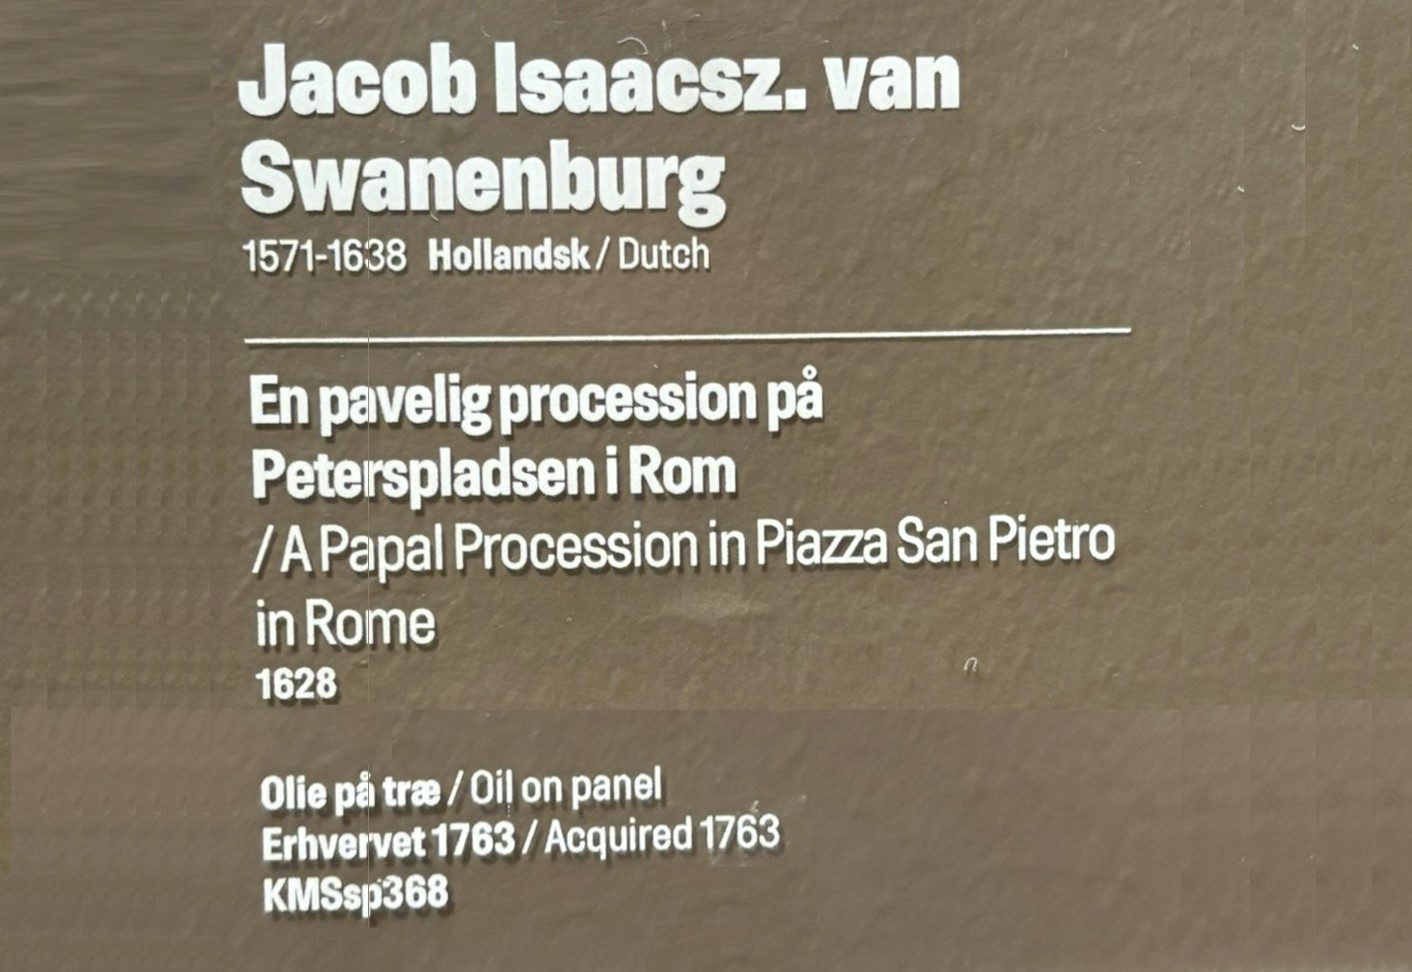 Jacob Isaacsz. van
Swanenburg
1571-1638 Hollandsk / Dutch
En pavelig procession på
Peterspladsen i Rom
/ A Papal Procession in Piazza San Pietro
in Rome
1628
Olie på træ / Oil on panel
Erhvervet 1763 / Acquired 1763
KMSsp368